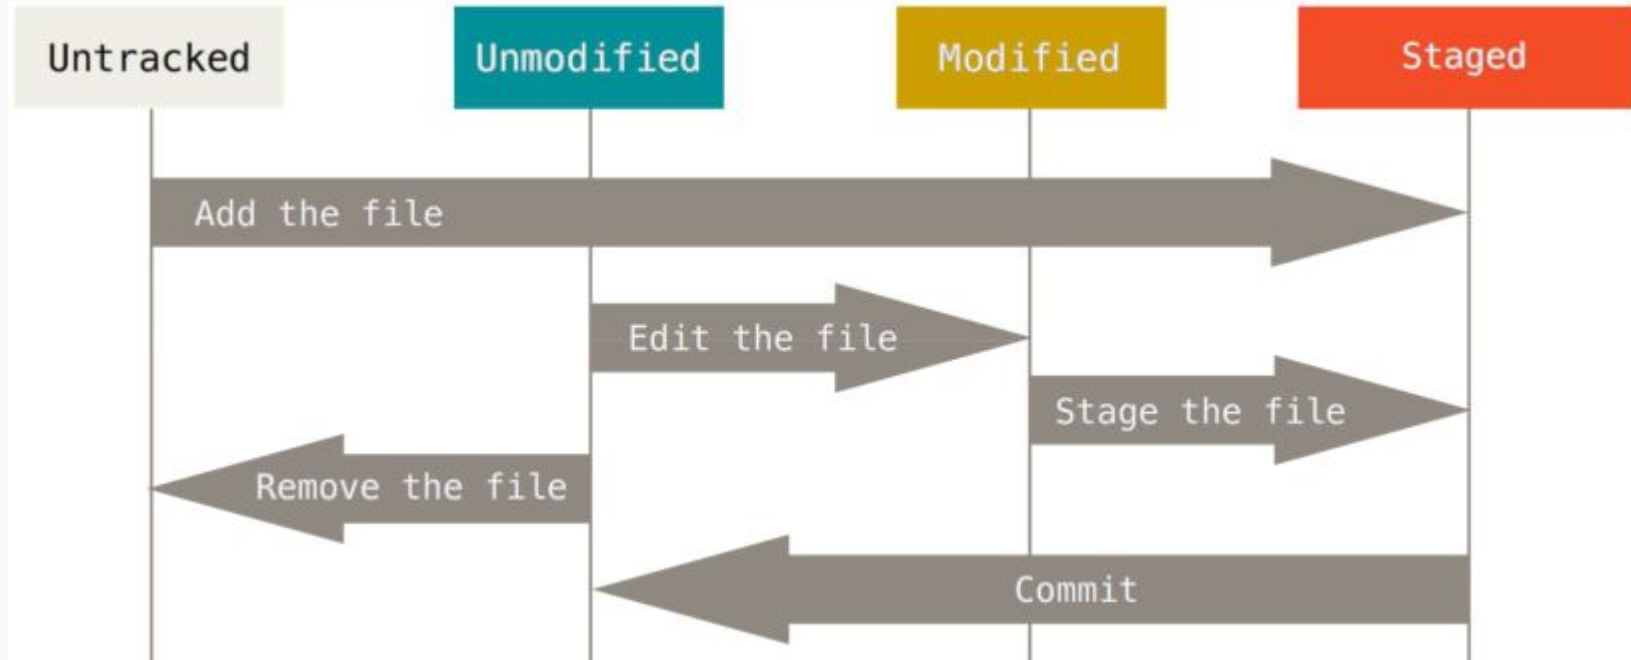 Untracked
Unmodified
Modified
Staged
Add the file
Edit the file
Stage the file
Remove the file
Commit